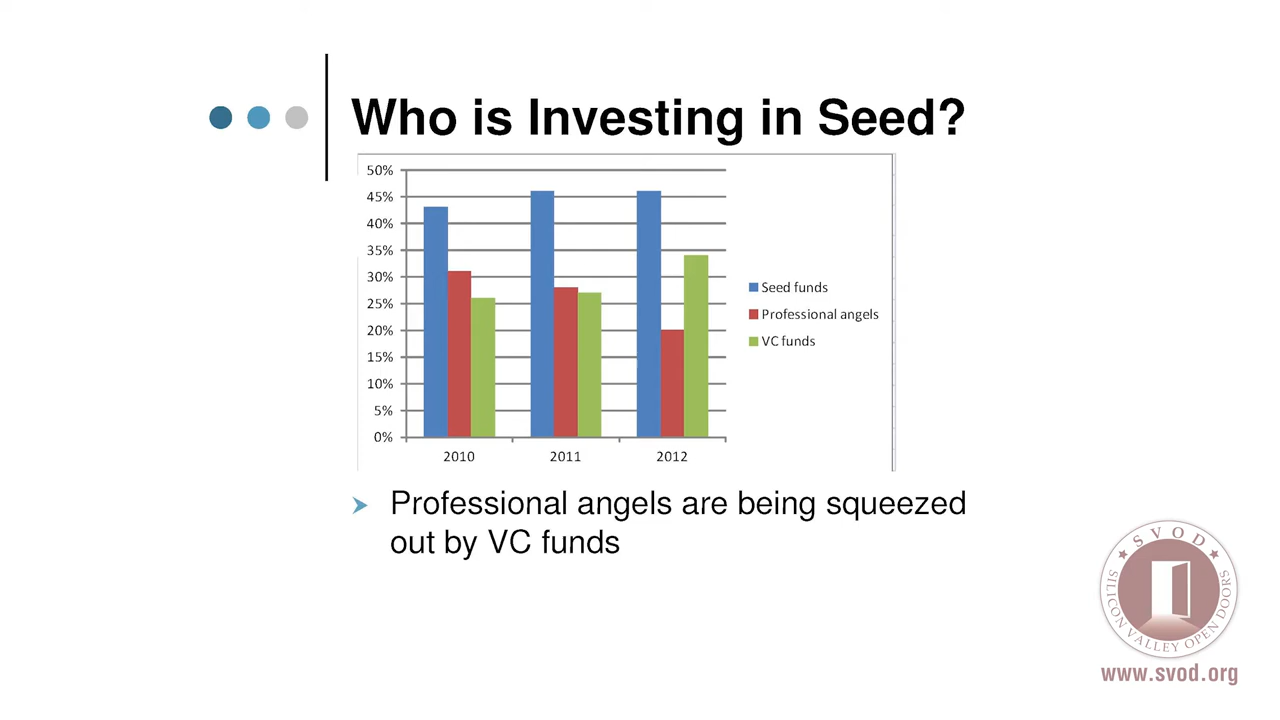 Who is Investing in Seed?
50%
45%
40%
35%
30%
25%
20%
15%
10%
5%
0%
2010 2011 2012
Seed funds
Professional angels
VC funds
Professional angels are being squeezed
out by VC funds
SVOD
SILICON VALLEY OPEN DOORS
www.svod.org